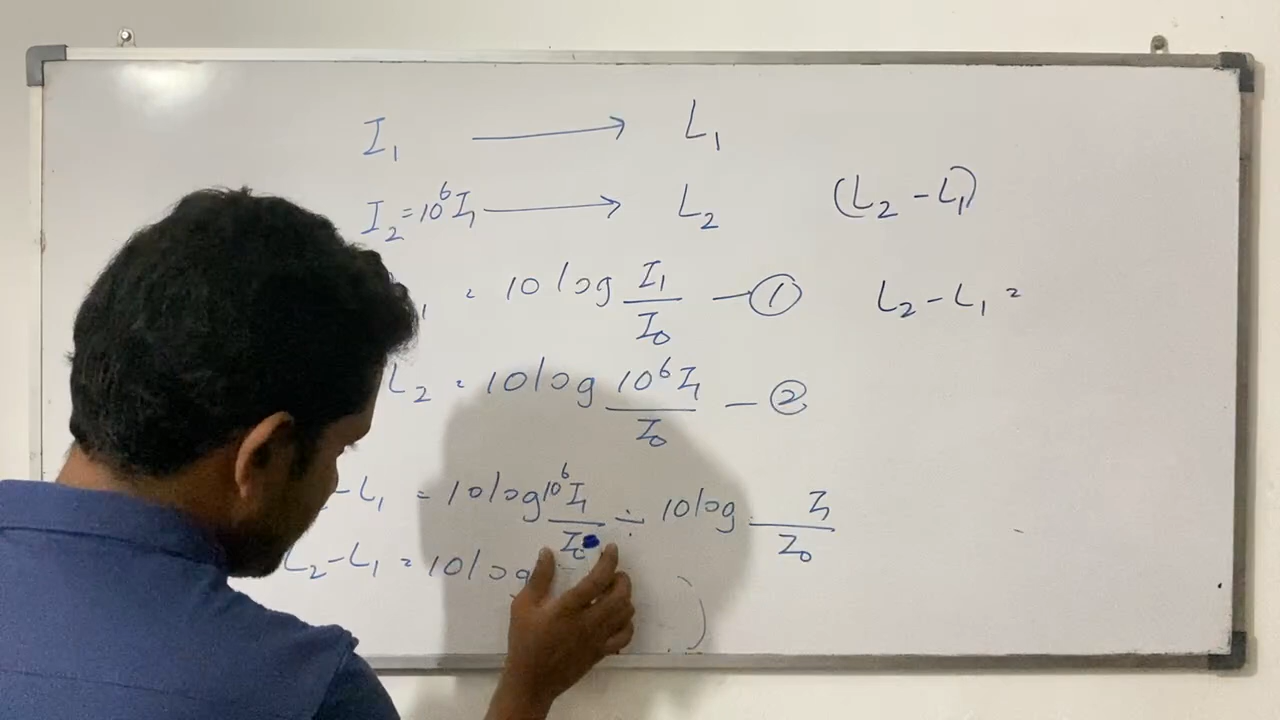 I₁ ⟶ L₁
I₂ = 10⁶I₁ ⟶ L₂ (L₂ - L₁)
₁ = 10 log I₁/I₀ — ① L₂ - L₁ =
L₂ = 10 log 10⁶I₁/I₀ — ②
- L₁ = 10 log 10⁶I₁/I₀ ÷ 10 log I₁/I₀
L₂ - L₁ = 10 log